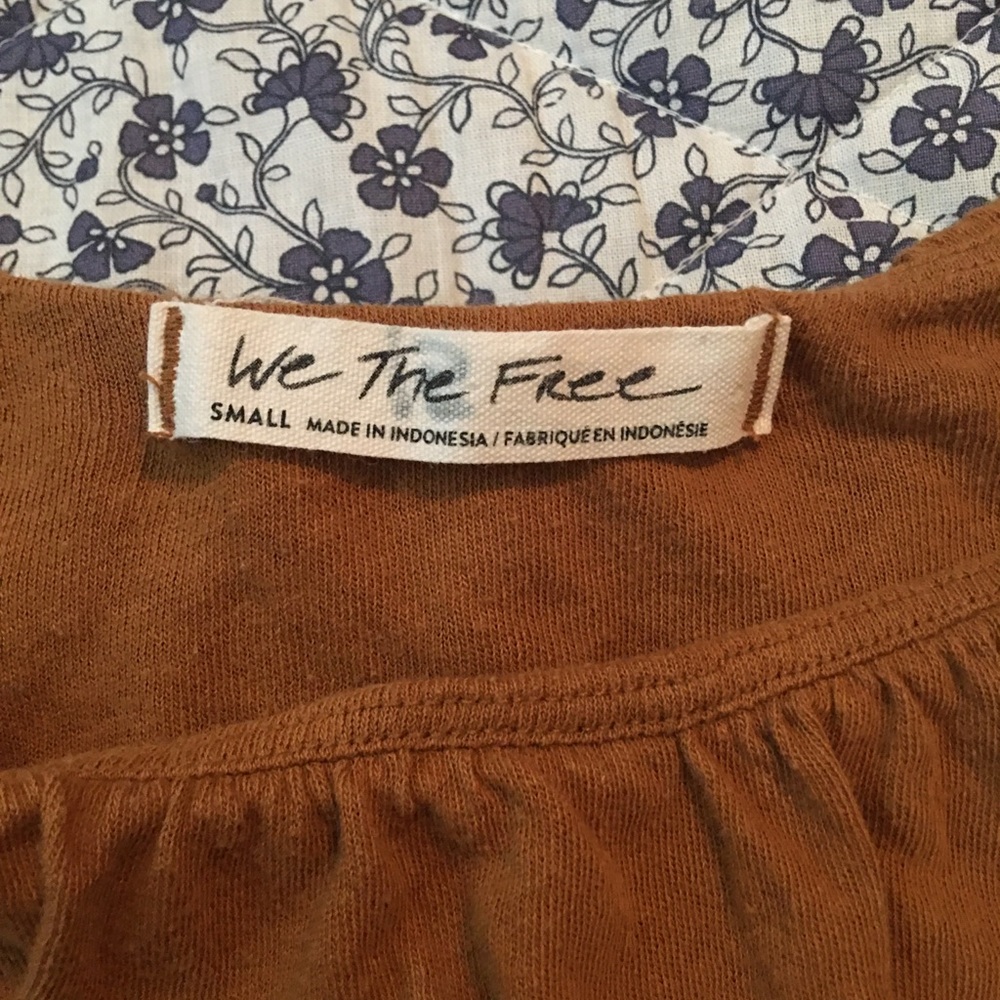 We The Free
SMALL MADE IN INDONESIA / FABRIQUÉ EN INDONÉSIE